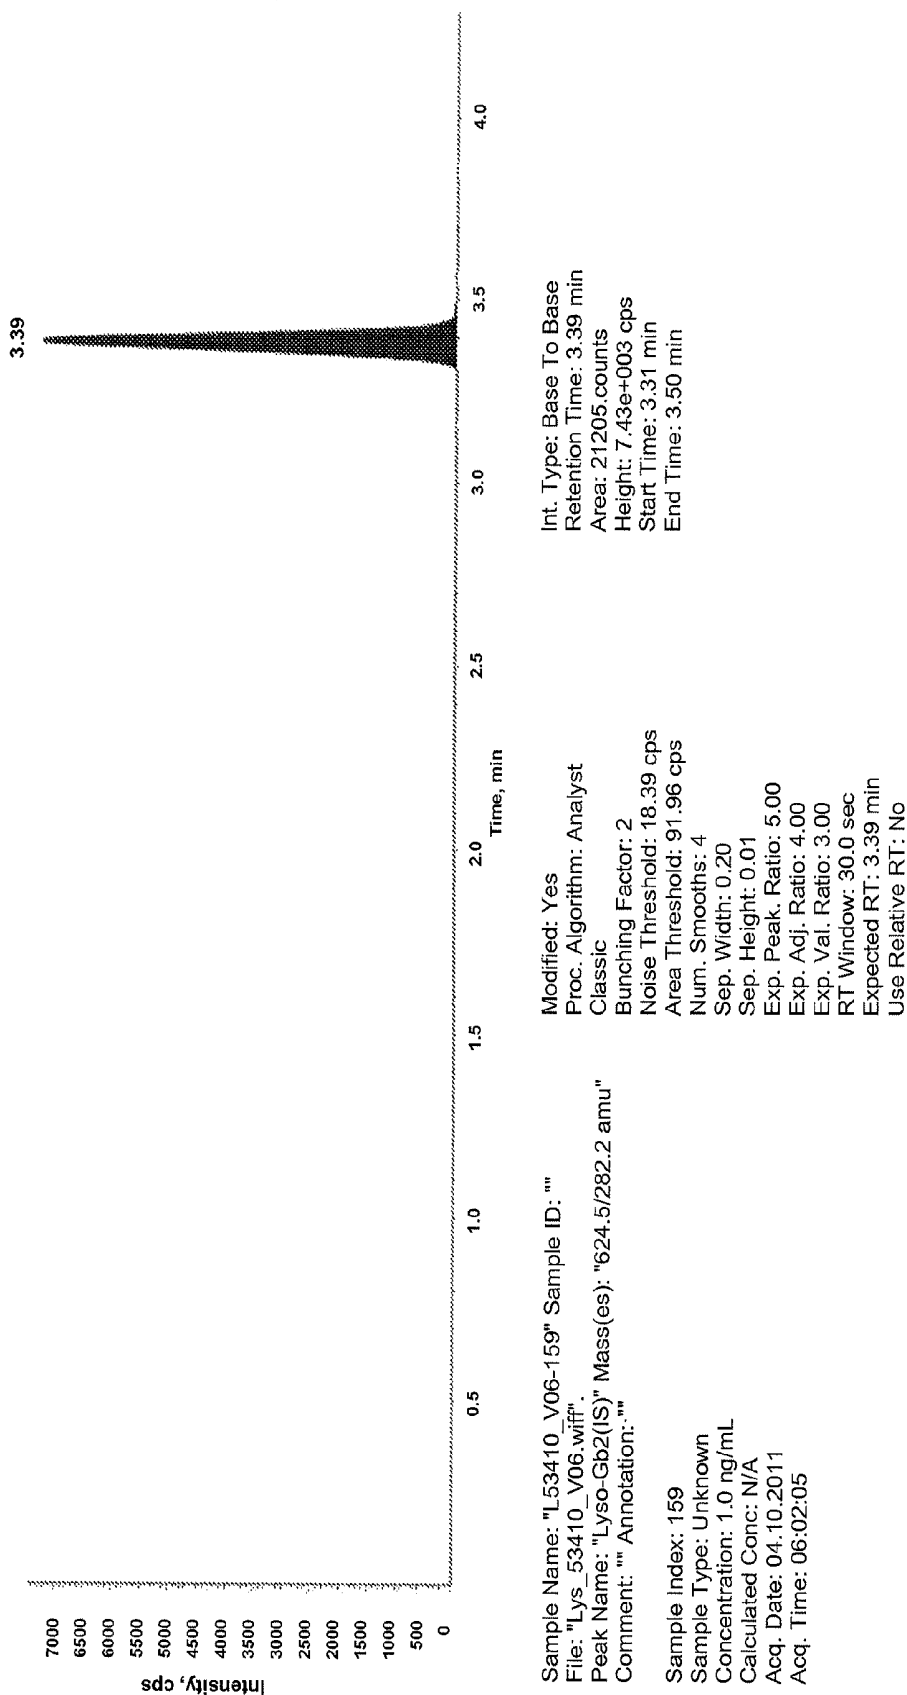 3.39
Intensity, cps
7000
6500
6000
5500
5000
4500
4000
3500
3000
2500
2000
1500
1000
500
0
0.5
1.0
1.5
2.0
2.5
3.0
3.5
4.0
Time, min
Sample Name: "L53410_V06-159" Sample ID: ""
File: "Lys_53410_V06.wiff".
Peak Name: "Lyso-Gb2(IS)" Mass(es): "624.5/282.2 amu"
Comment: "" Annotation: ""
Sample Index: 159
Sample Type: Unknown
Concentration: 1.0 ng/mL
Calculated Conc: N/A
Acq. Date: 04.10.2011
Acq. Time: 06:02:05
Modified: Yes
Proc. Algorithm: Analyst
Classic
Bunching Factor: 2
Noise Threshold: 18.39 cps
Area Threshold: 91.96 cps
Num. Smooths: 4
Sep. Width: 0.20
Sep. Height: 0.01
Exp. Peak. Ratio: 5.00
Exp. Adj. Ratio: 4.00
Exp. Val. Ratio: 3.00
RT Window: 30.0 sec
Expected RT: 3.39 min
Use Relative RT: No
Int. Type: Base To Base
Retention Time: 3.39 min
Area: 21205.counts
Height: 7.43e+003 cps
Start Time: 3.31 min
End Time: 3.50 min